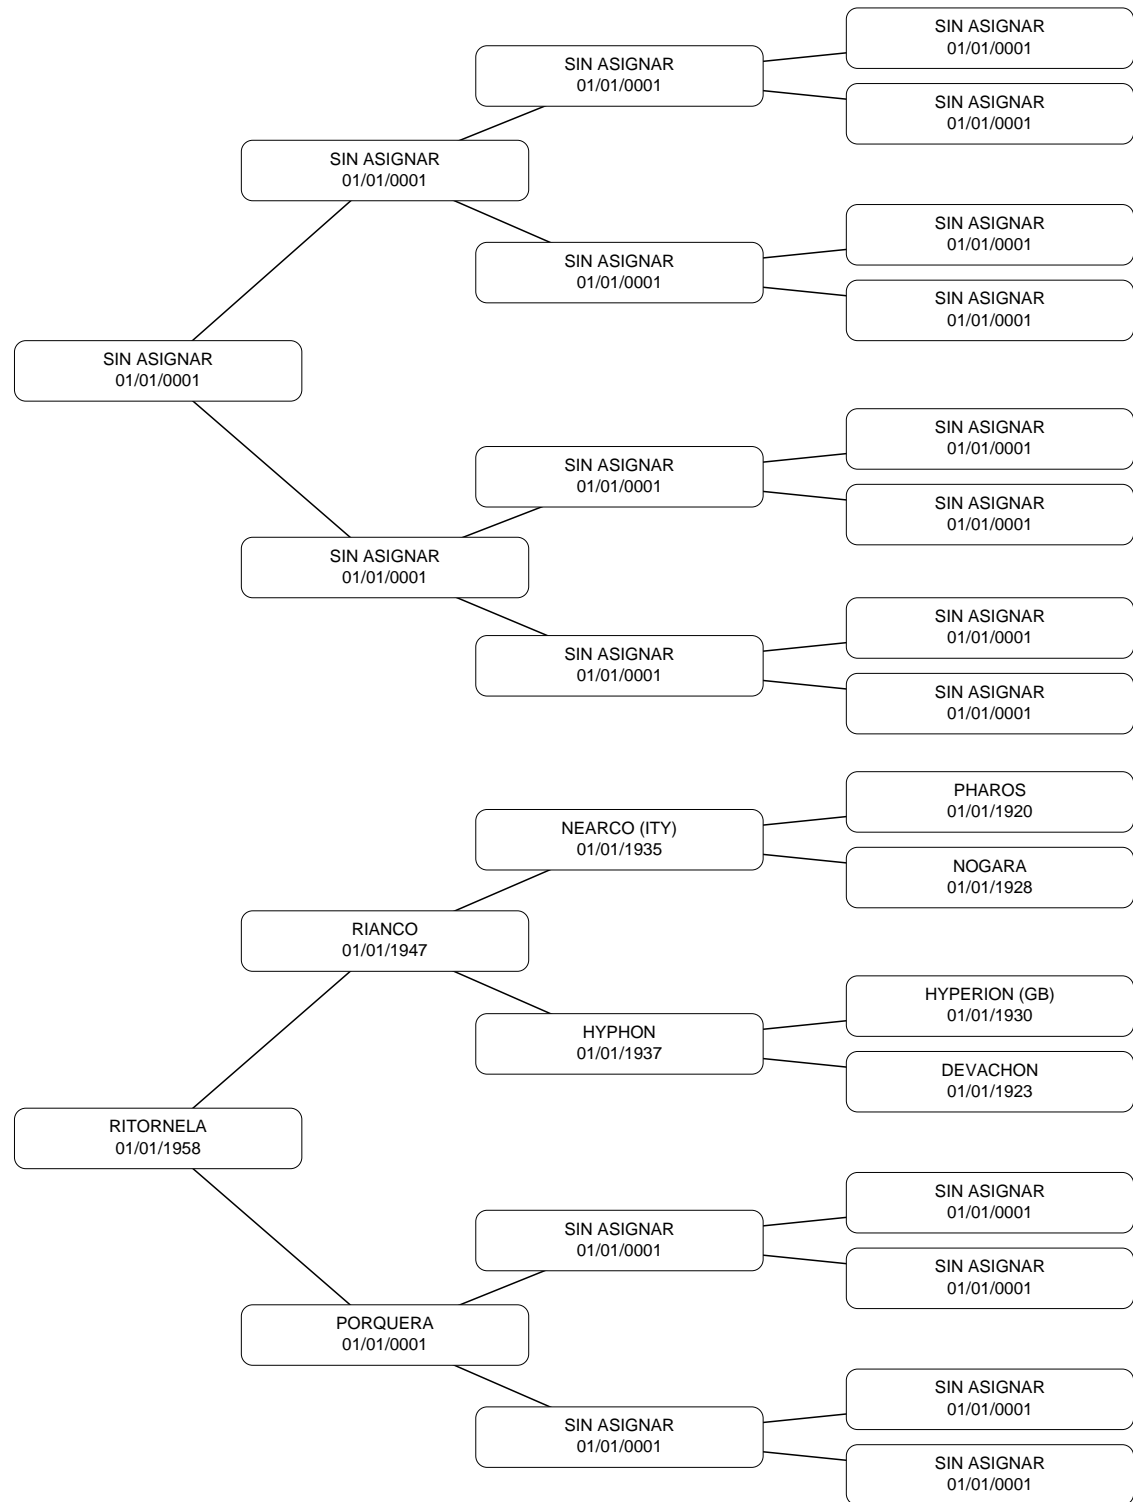 SIN ASIGNAR
01/01/0001
SIN ASIGNAR
01/01/0001
SIN ASIGNAR
01/01/0001
SIN ASIGNAR
01/01/0001
SIN ASIGNAR
01/01/0001
SIN ASIGNAR
01/01/0001
SIN ASIGNAR
01/01/0001
SIN ASIGNAR
01/01/0001
SIN ASIGNAR
01/01/0001
SIN ASIGNAR
01/01/0001
SIN ASIGNAR
01/01/0001
SIN ASIGNAR
01/01/0001
SIN ASIGNAR
01/01/0001
SIN ASIGNAR
01/01/0001
SIN ASIGNAR
01/01/0001
PHAROS
01/01/1920
NEARCO (ITY)
01/01/1935
NOGARA
01/01/1928
RIANCO
01/01/1947
HYPERION (GB)
01/01/1930
HYPHON
01/01/1937
DEVACHON
01/01/1923
RITORNELA
01/01/1958
SIN ASIGNAR
01/01/0001
SIN ASIGNAR
01/01/0001
SIN ASIGNAR
01/01/0001
PORQUERA
01/01/0001
SIN ASIGNAR
01/01/0001
SIN ASIGNAR
01/01/0001
SIN ASIGNAR
01/01/0001